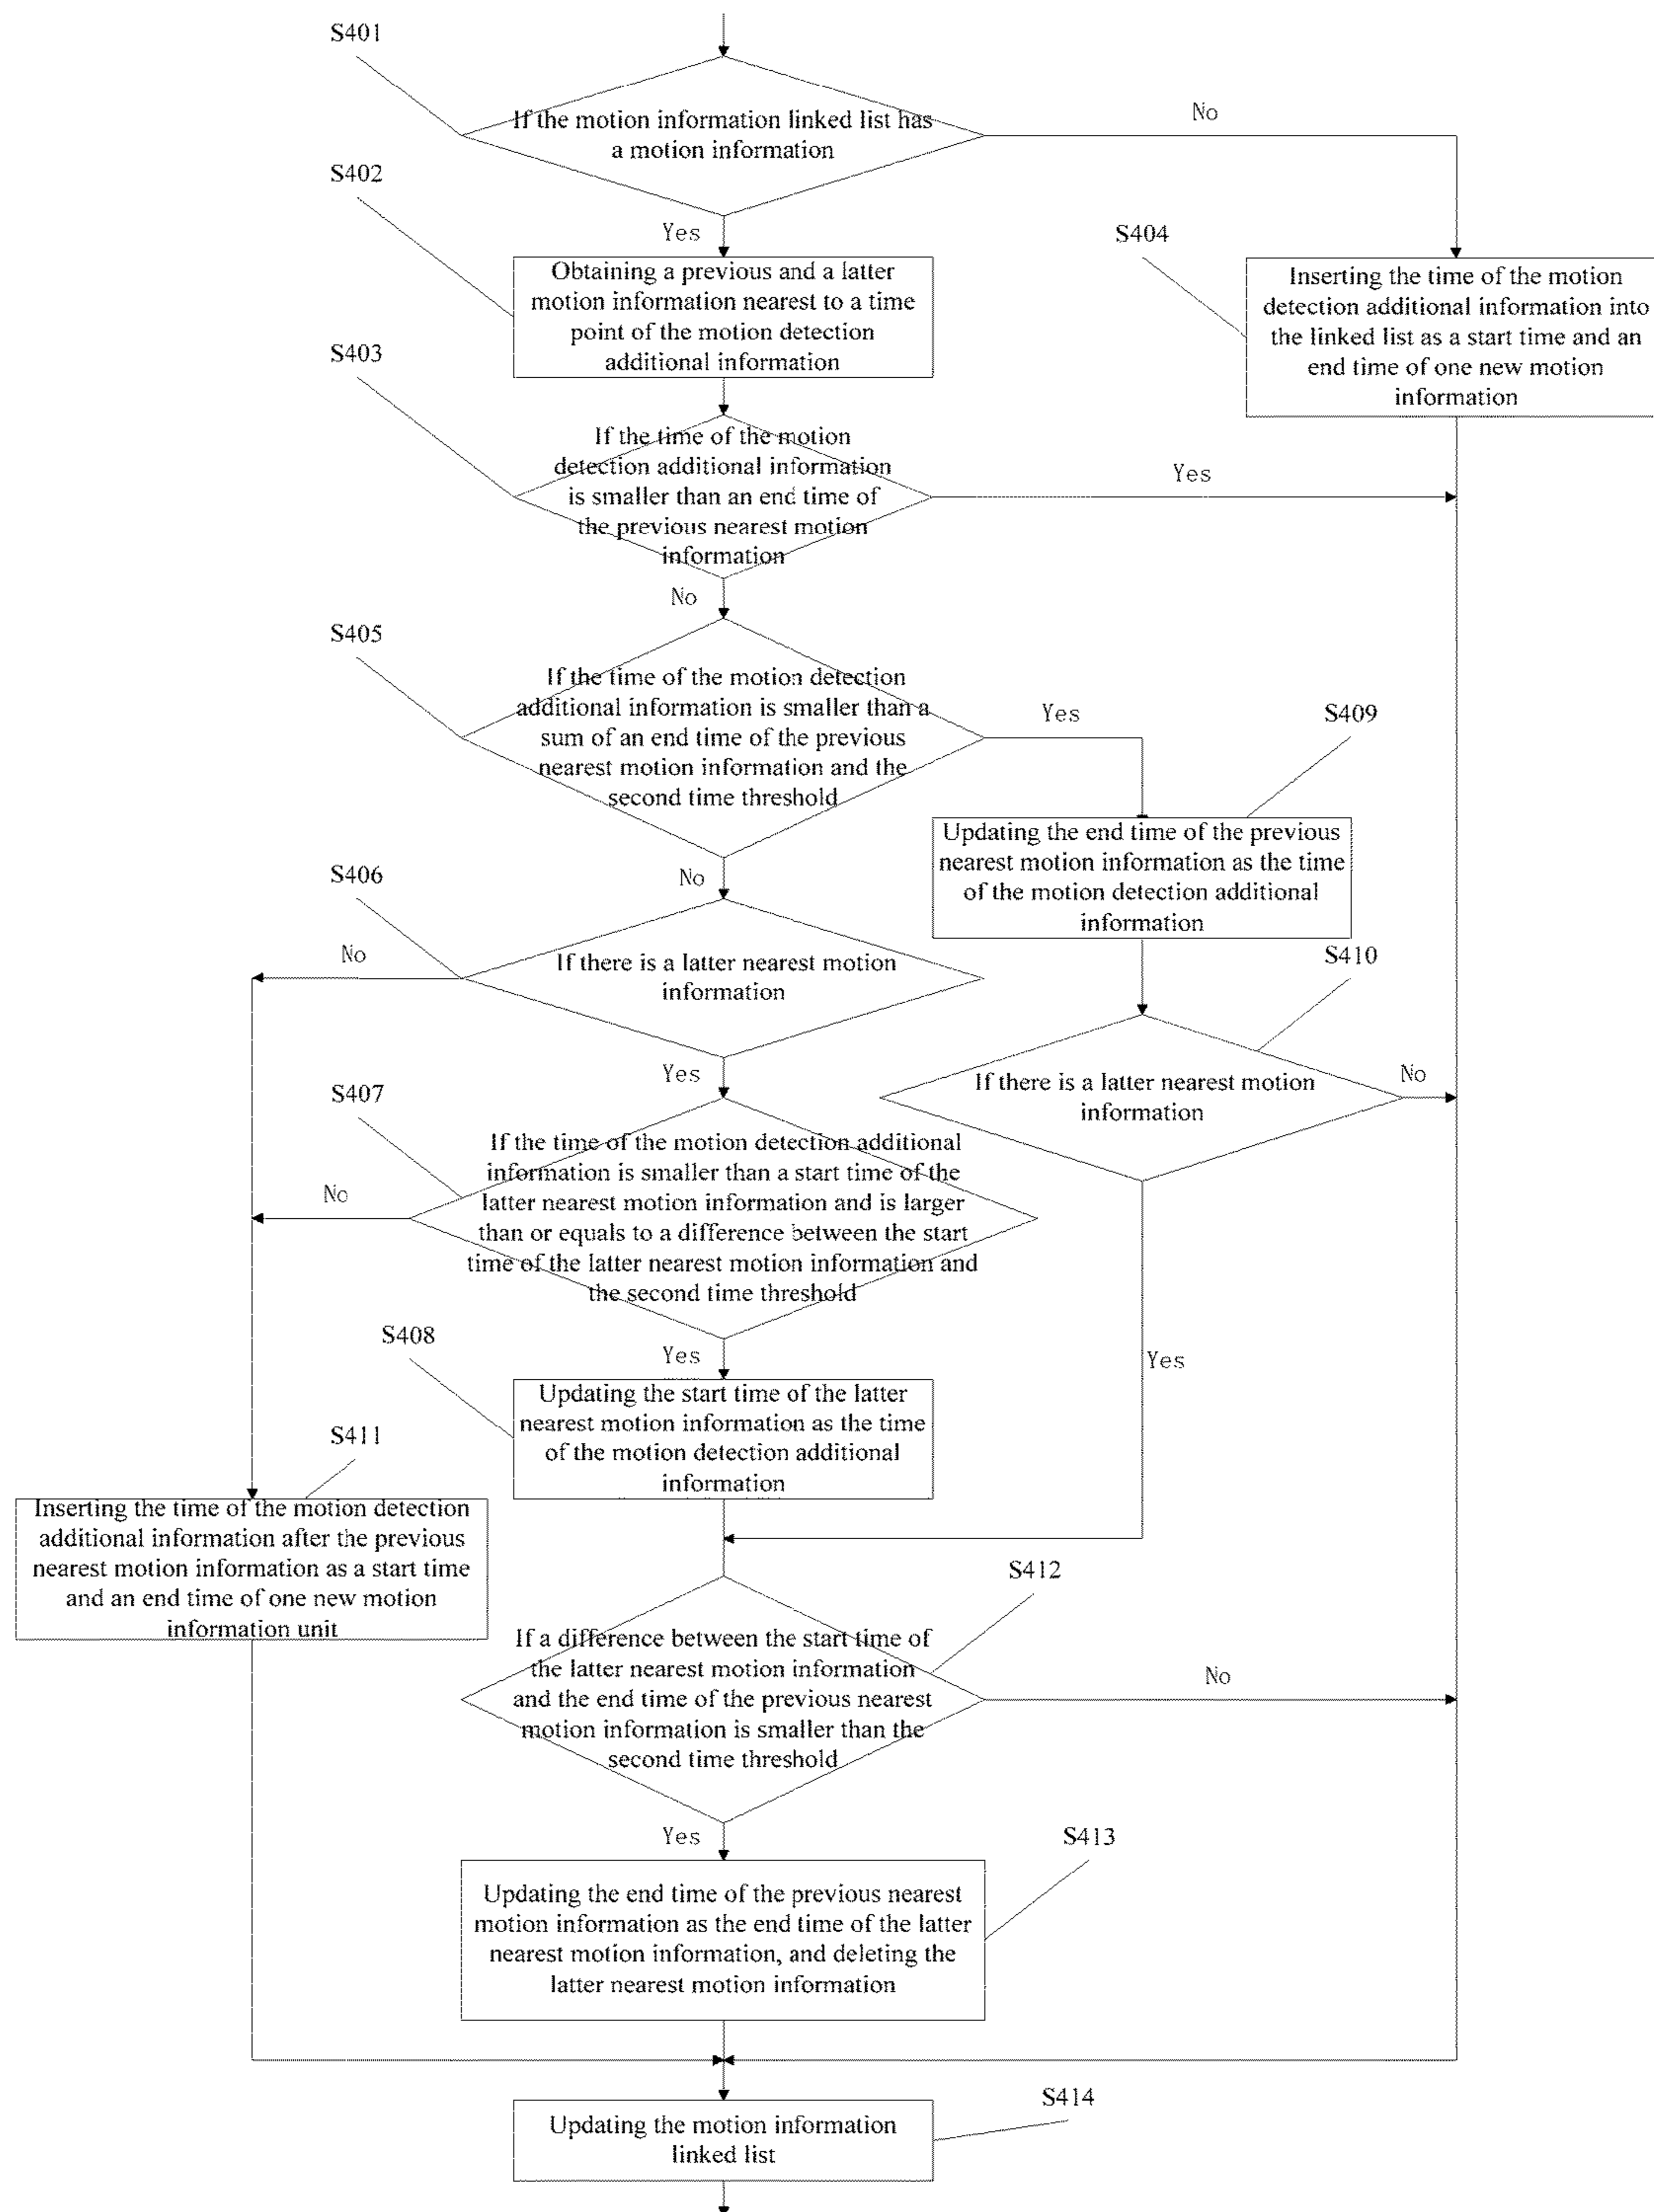 S401
If the motion information linked list has
a motion information
No
S402
Yes
Obtaining a previous and a latter
motion information nearest to a time
point of the motion detection
additional information
S404
Inserting the time of the motion
detection additional information into
the linked list as a start time and an
end time of one new motion
information
S403
If the time of the motion
detection additional information
is smaller than an end time of
the previous nearest motion
information
Yes
No
S405
If the time of the motion detection
additional information is smaller than a
sum of an end time of the previous
nearest motion information and the
second time threshold
Yes
S409
Updating the end time of the previous
nearest motion information as the time
of the motion detection additional
information
No
S406
If there is a latter nearest motion
information
No
S410
If there is a latter nearest motion
information
No
Yes
S407
If the time of the motion detection additional
information is smaller than a start time of the
latter nearest motion information and is larger
than or equals to a difference between the start
time of the latter nearest motion information and
the second time threshold
No
Yes
Yes
S408
Updating the start time of the latter
nearest motion information as the time
of the motion detection additional
information
S411
Inserting the time of the motion detection
additional information after the previous
nearest motion information as a start time
and an end time of one new motion
information unit
S412
If a difference between the start time of
the latter nearest motion information
and the end time of the previous nearest
motion information is smaller than the
second time threshold
No
Yes
S413
Updating the end time of the previous nearest
motion information as the end time of the latter
nearest motion information, and deleting the
latter nearest motion information
S414
Updating the motion information
linked list